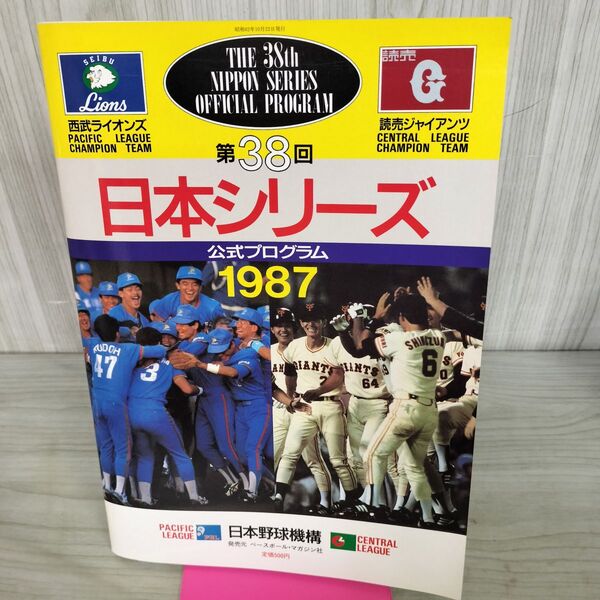 昭和62年10月22日発行
THE 38th
NIPPON SERIES
OFFICIAL PROGRAM
SEIBU
Lions
西武ライオンズ
PACIFIC LEAGUE
CHAMPION TEAM
読売
G
読売ジャイアンツ
CENTRAL LEAGUE
CHAMPION TEAM
第38回
日本シリーズ
公式プログラム
1987
KUDOH
47
3
GIANTS
2
GIANTS
64
SHINOZUKA
6
0
PACIFIC
LEAGUE
日本野球機構
発売元 ベースボール・マガジン社
定価500円
CENTRAL
LEAGUE